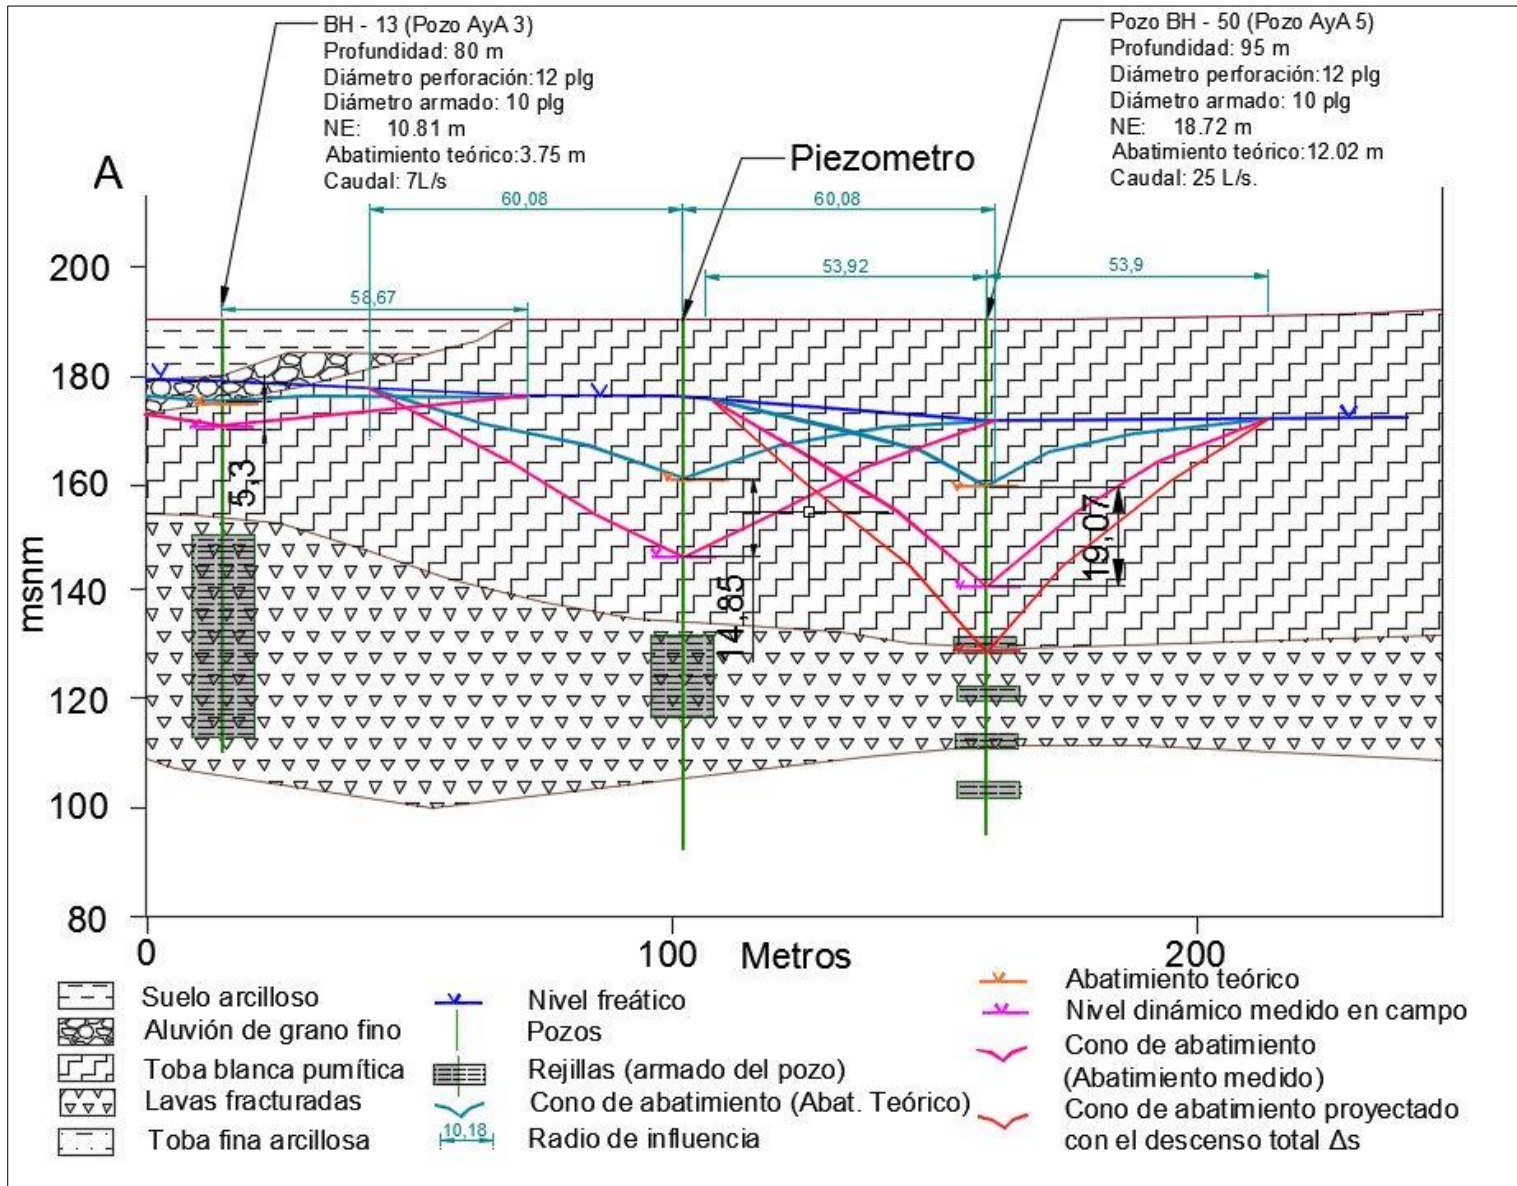 BH - 13 (Pozo AyA 3)
Profundidad: 80 m
Diámetro perforación:12 plg
Diámetro armado: 10 plg
NE: 10.81 m
Abatimiento teórico:3.75 m
Caudal: 7L/s
Pozo BH - 50 (Pozo AyA 5)
Profundidad: 95 m
Diámetro perforación:12 plg
Diámetro armado: 10 plg
NE: 18.72 m
Abatimiento teórico:12.02 m
Caudal: 25 L/s.
A
Piezometro
60,08
60,08
53,92
53,9
58,67
200
180
160
140
120
100
80
msnm
5,3
14,85
19,07
0
100
Metros
200
Suelo arcilloso
Aluvión de grano fino
Toba blanca pumítica
Lavas fracturadas
Toba fina arcillosa
Nivel freático
Pozos
Rejillas (armado del pozo)
Cono de abatimiento (Abat. Teórico)
10,18
Radio de influencia
Abatimiento teórico
Nivel dinámico medido en campo
Cono de abatimiento
(Abatimiento medido)
Cono de abatimiento proyectado
con el descenso total Δs